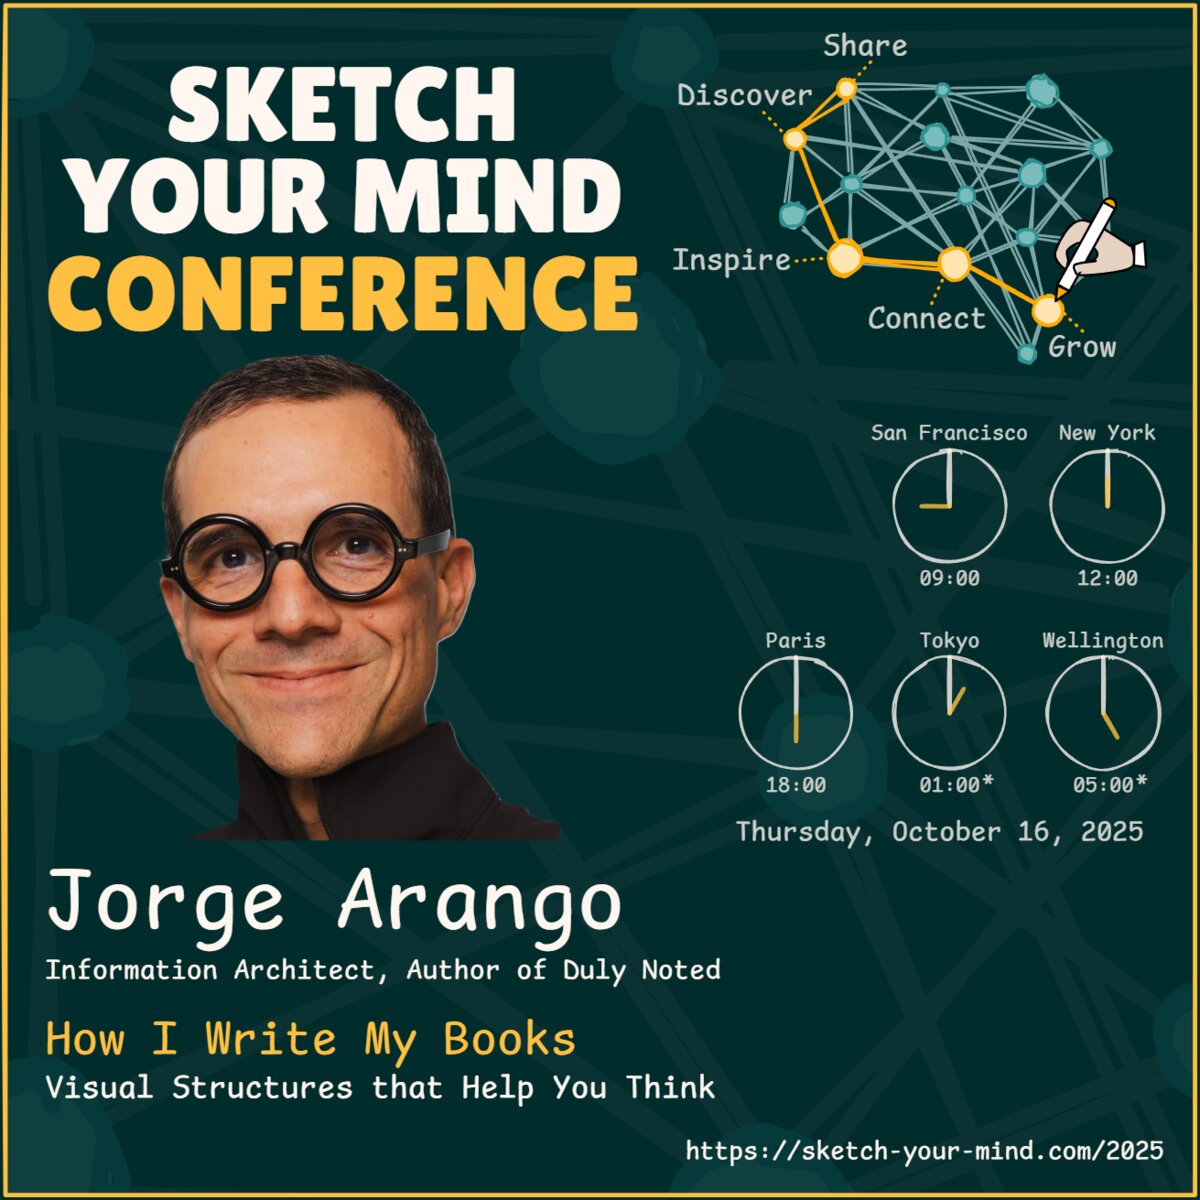 SKETCH
YOUR MIND
CONFERENCE
Share
Discover
Inspire
Connect
Grow
San Francisco
09:00
New York
12:00
Paris
18:00
Tokyo
01:00*
Wellington
05:00*
Thursday, October 16, 2025
Jorge Arango
Information Architect, Author of Duly Noted
How I Write My Books
Visual Structures that Help You Think
https://sketch-your-mind.com/2025